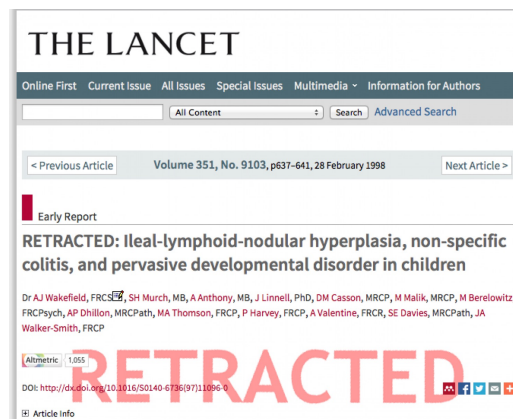 THE LANCET
Online First Current Issue All Issues Special Issues Multimedia Information for Authors
All Content Search Advanced Search
< Previous Article Volume 351, No. 9103, p637–641, 28 February 1998 Next Article >
Early Report
RETRACTED: Ileal-lymphoid-nodular hyperplasia, non-specific
colitis, and pervasive developmental disorder in children
Dr AJ Wakefield, FRCS, SH Murch, MB, A Anthony, MB, J Linnell, PhD, DM Casson, MRCP, M Malik, MRCP, M Berelowitz
FRCPsych, AP Dhillon, MRCPath, MA Thomson, FRCP, P Harvey, FRCP, A Valentine, FRCR, SE Davies, MRCPath, JA
Walker-Smith, FRCP
Altmetric 1,055
RETRACTED
DOI: http://dx.doi.org/10.1016/S0140-6736(97)11096-0
Article Info